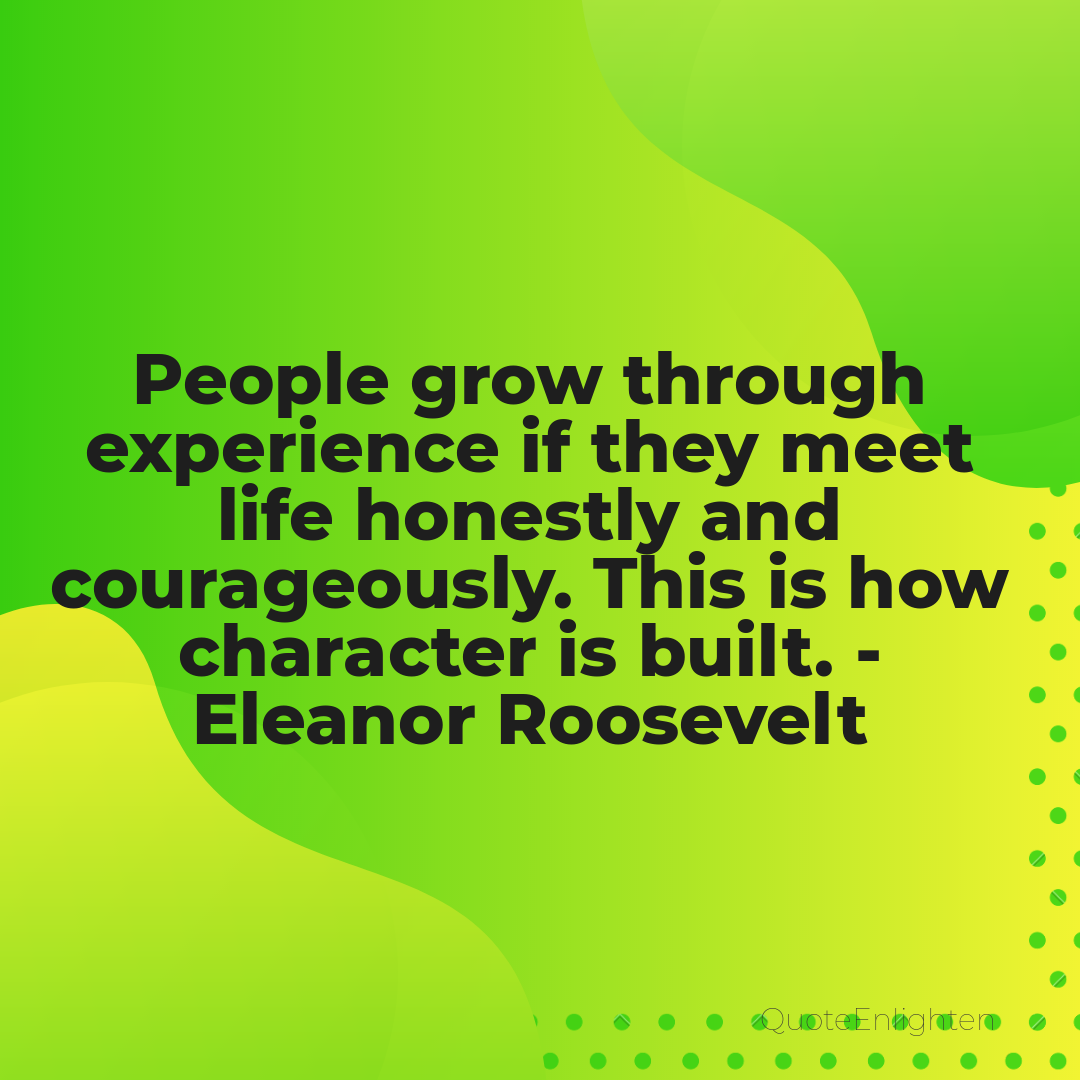 People grow through
experience if they meet
life honestly and
courageously. This is how
character is built. -
Eleanor Roosevelt
QuoteEnlighten